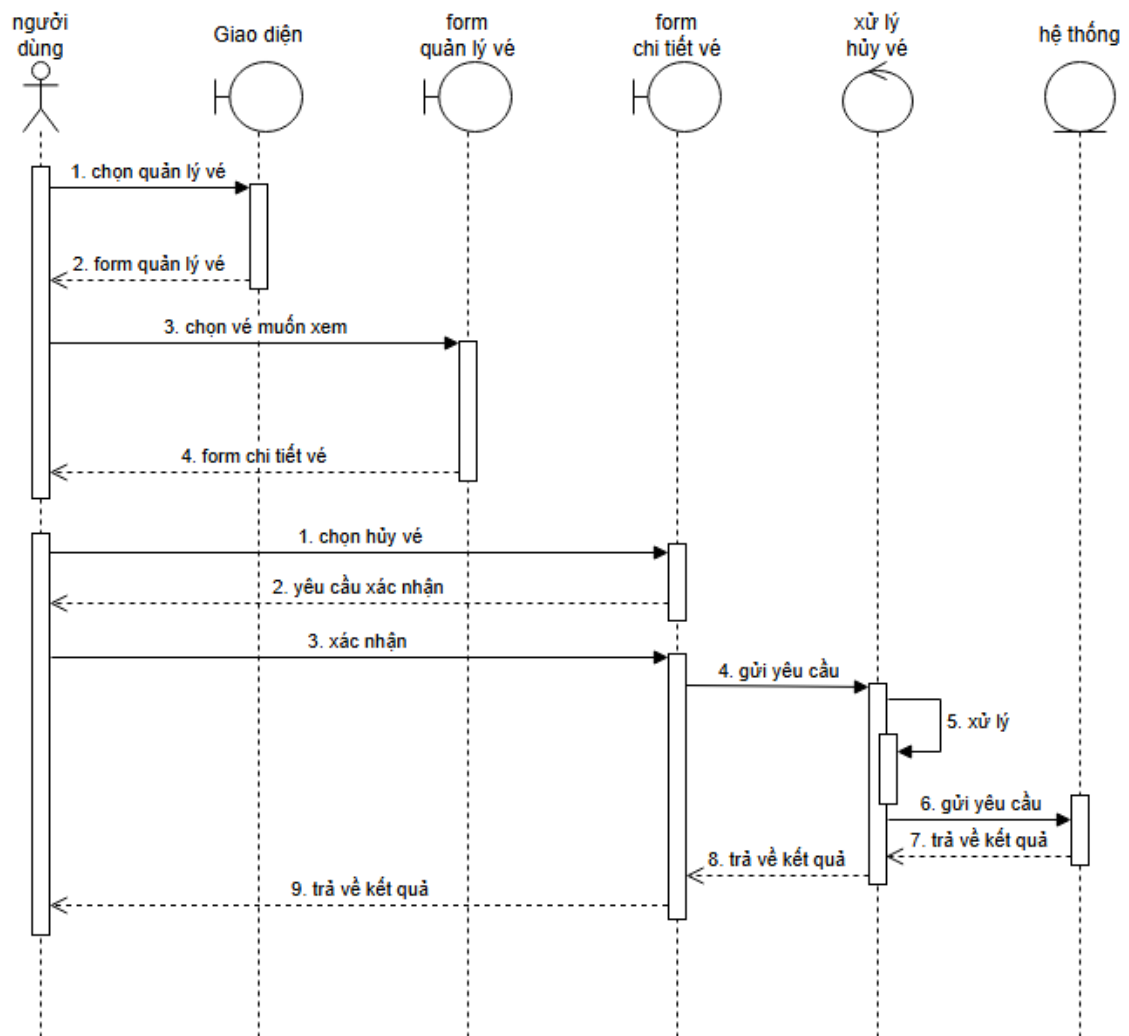 người
dùng
Giao diện
form
quản lý vé
form
chi tiết vé
xử lý
hủy vé
hệ thống
1. chọn quản lý vé
2. form quản lý vé
3. chọn vé muốn xem
4. form chi tiết vé
1. chọn hủy vé
2. yêu cầu xác nhận
3. xác nhận
4. gửi yêu cầu
5. xử lý
6. gửi yêu cầu
7. trả về kết quả
8. trả về kết quả
9. trả về kết quả